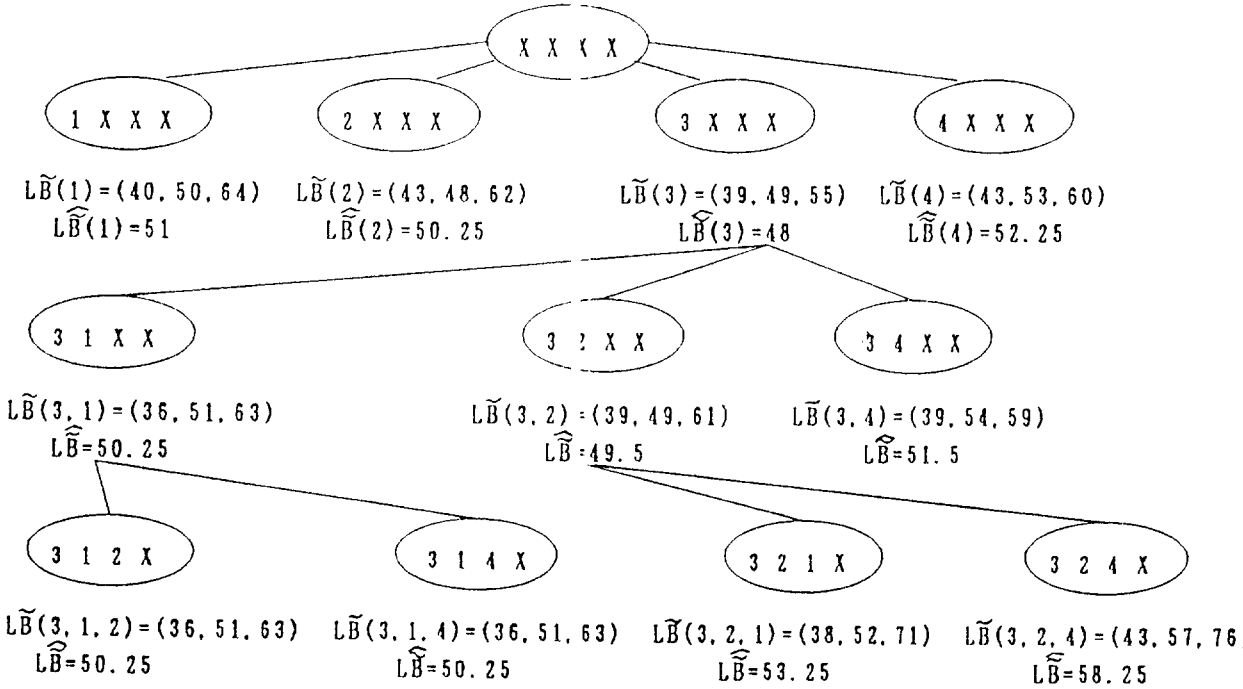 X X X X
1 X X X
2 X X X
3 X X X
4 X X X
LB̃(1)=(40, 50, 64)
LB̃(2)=(43, 48, 62)
LB̃(3)=(39, 49, 55)
LB̃(4)=(43, 53, 60)
LB̃̂(1)=51
LB̃̂(2)=50.25
LB̃̂(3)=48
LB̃̂(4)=52.25
3 1 X X
3 2 X X
3 4 X X
LB̃(3, 1)=(36, 51, 63)
LB̃(3, 2)=(39, 49, 61)
LB̃(3, 4)=(39, 54, 59)
LB̃̂=50.25
LB̃̂=49.5
LB̃̂=51.5
3 1 2 X
3 1 4 X
3 2 1 X
3 2 4 X
LB̃(3, 1, 2)=(36, 51, 63)
LB̃(3, 1, 4)=(36, 51, 63)
LB̃(3, 2, 1)=(38, 52, 71)
LB̃(3, 2, 4)=(43, 57, 76
LB̃̂=50.25
LB̃̂=50.25
LB̃̂=53.25
LB̃̂=58.25